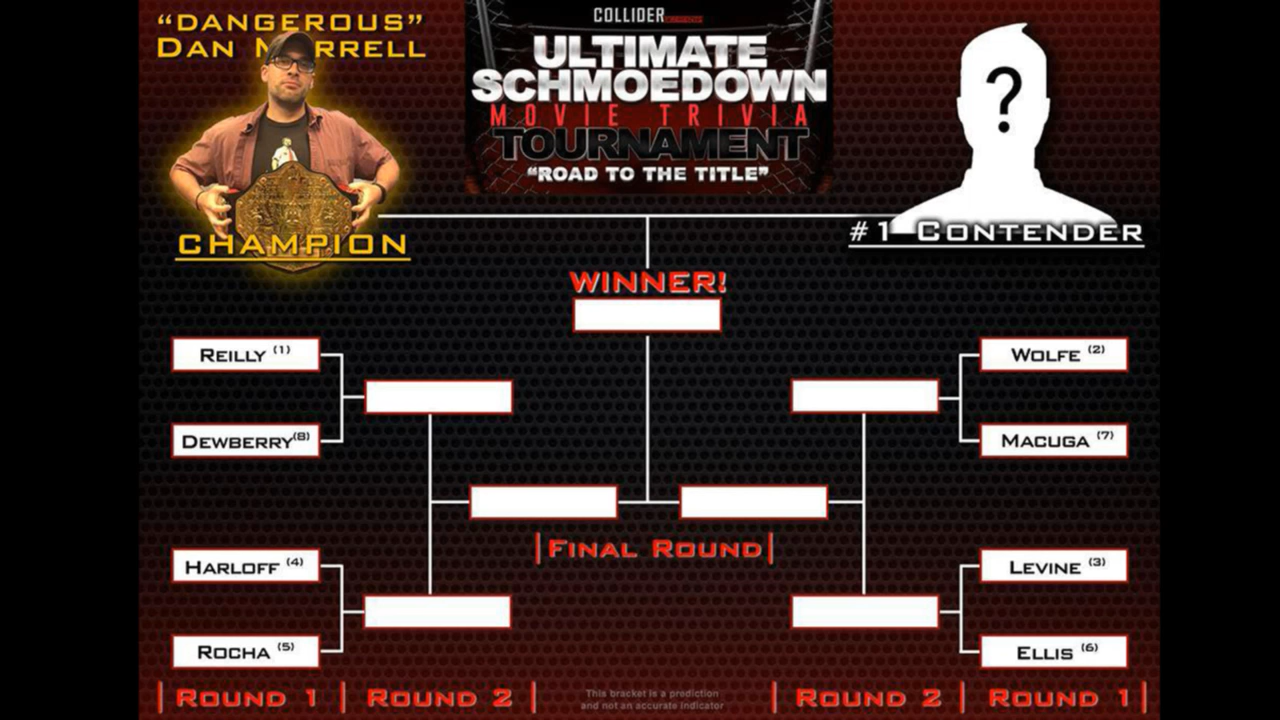 "DANGEROUS"
DAN MURRELL
COLLIDER PRESENTS
ULTIMATE
SCHMOEDOWN
MOVIE TRIVIA
TOURNAMENT
"ROAD TO THE TITLE"
?
CHAMPION
#1 CONTENDER
WINNER!
REILLY (1)
DEWBERRY(8)
HARLOFF (4)
ROCHA (5)
WOLFE (2)
MACUGA (7)
LEVINE (3)
ELLIS (6)
FINAL ROUND
ROUND 1
ROUND 2
This bracket is a prediction
and not an accurate indicator
ROUND 2
ROUND 1